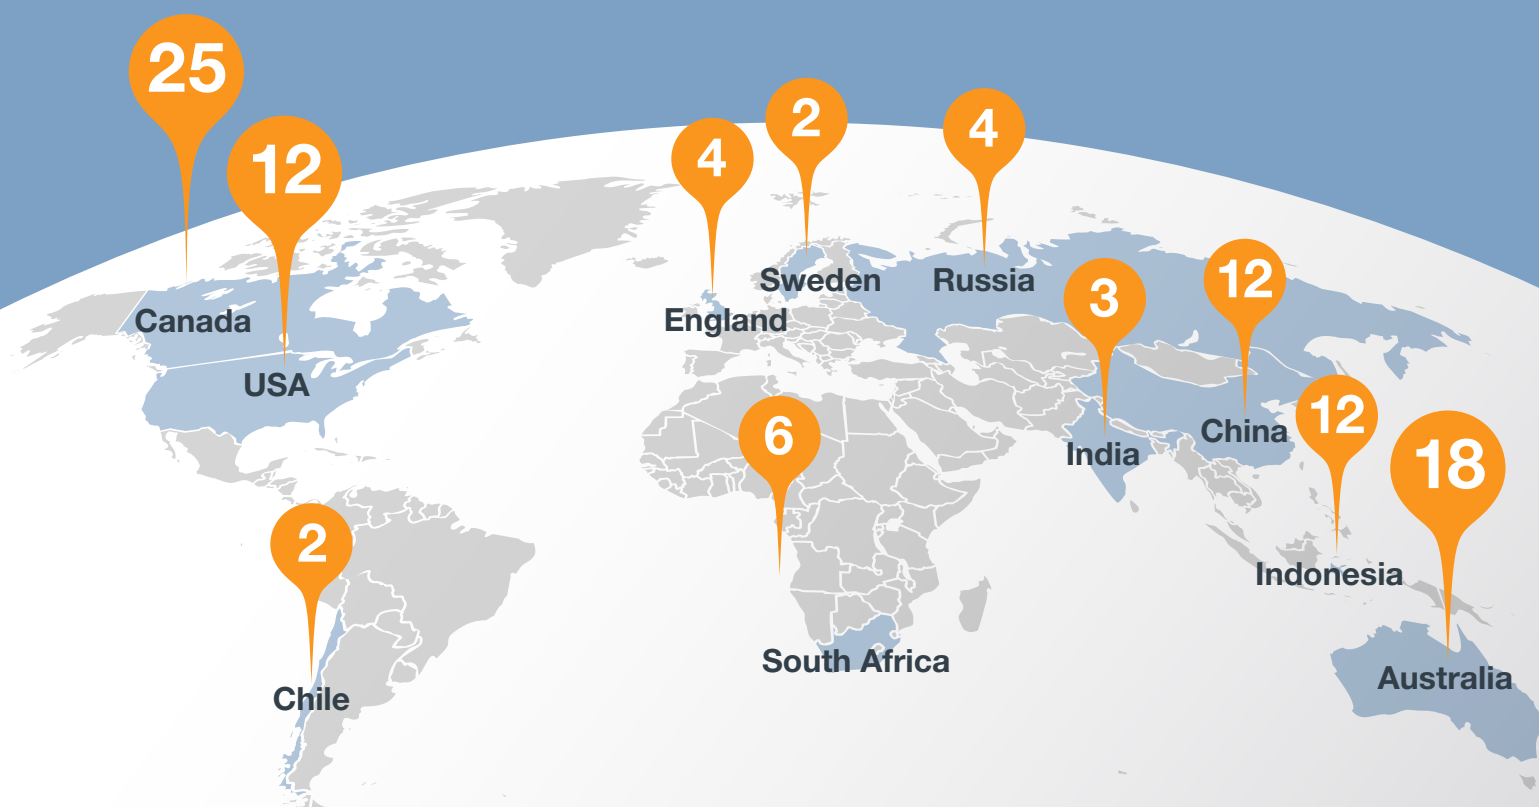 25
Canada
12
USA
4
England
2
Sweden
4
Russia
3
India
12
China
12
Indonesia
18
Australia
6
South Africa
2
Chile